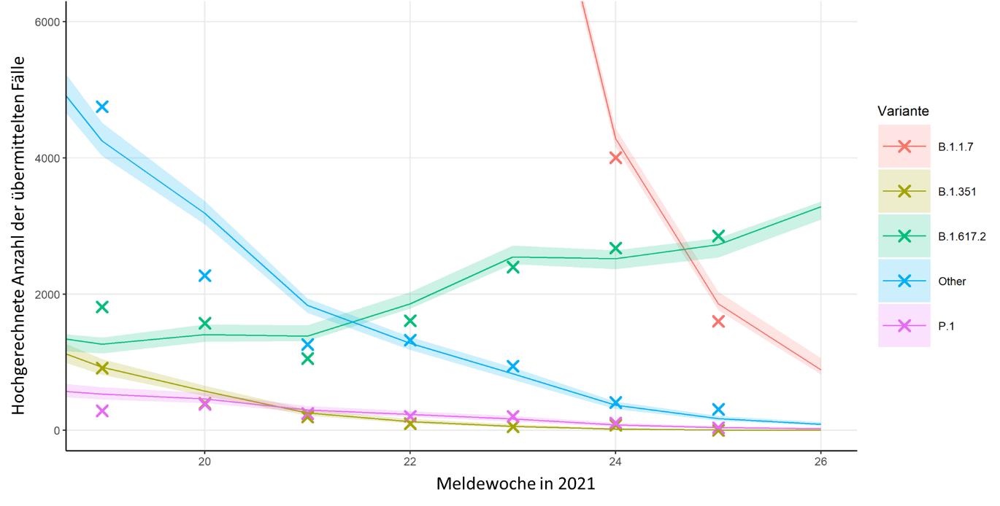 Hochgerechnete Anzahl der übermittelten Fälle
6000
4000
2000
0
20
22
24
26
Meldewoche in 2021
Variante
B.1.1.7
B.1.351
B.1.617.2
Other
P.1